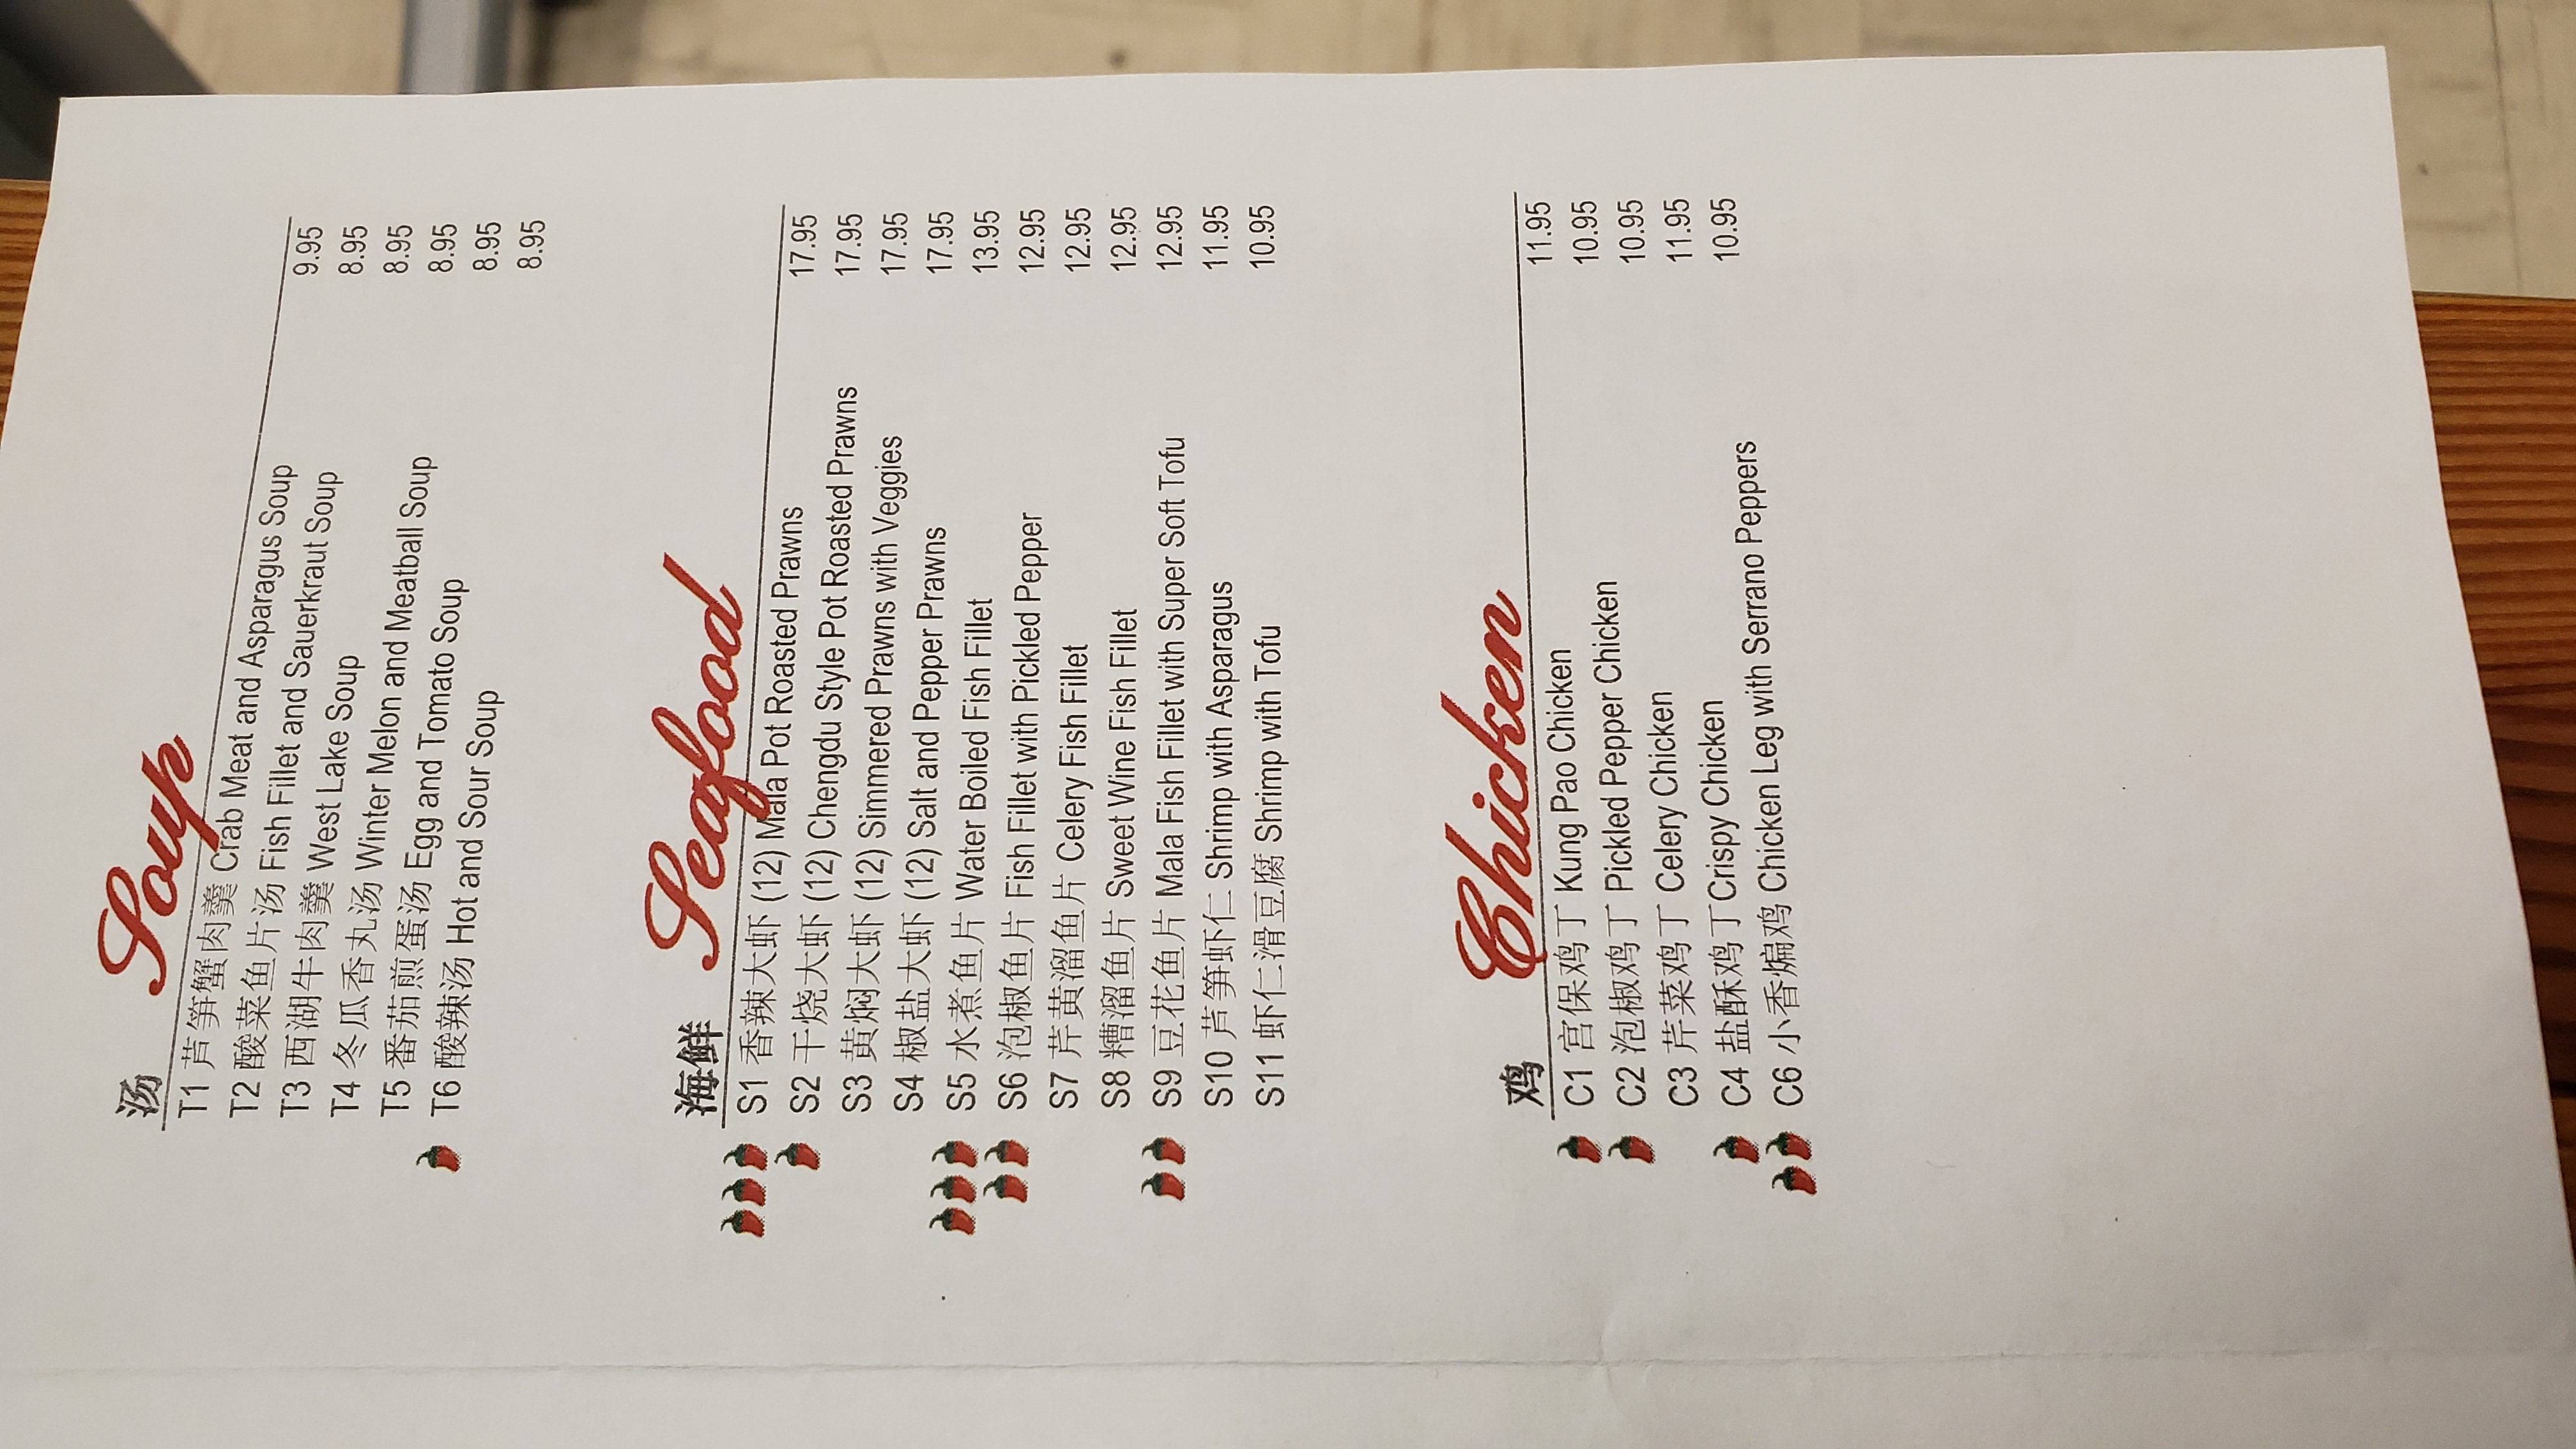 汤 Soup
T1 芦笋蟹肉羹 Crab Meat and Asparagus Soup 9.95
T2 酸菜鱼片汤 Fish Fillet and Sauerkraut Soup 8.95
T3 西湖牛肉羹 West Lake Soup 8.95
T4 冬瓜香丸汤 Winter Melon and Meatball Soup 8.95
T5 番茄煎蛋汤 Egg and Tomato Soup 8.95
T6 酸辣汤 Hot and Sour Soup 8.95
海鲜 Seafood
S1 香辣大虾 (12) Mala Pot Roasted Prawns 17.95
S2 干烧大虾 (12) Chengdu Style Pot Roasted Prawns 17.95
S3 黄焖大虾 (12) Simmered Prawns with Veggies 17.95
S4 椒盐大虾 (12) Salt and Pepper Prawns 17.95
S5 水煮鱼片 Water Boiled Fish Fillet 13.95
S6 泡椒鱼片 Fish Fillet with Pickled Pepper 12.95
S7 芹黄溜鱼片 Celery Fish Fillet 12.95
S8 糟溜鱼片 Sweet Wine Fish Fillet 12.95
S9 豆花鱼片 Mala Fish Fillet with Super Soft Tofu 12.95
S10 芦笋虾仁 Shrimp with Asparagus 11.95
S11 虾仁滑豆腐 Shrimp with Tofu 10.95
鸡 Chicken
C1 宫保鸡丁 Kung Pao Chicken 11.95
C2 泡椒鸡丁 Pickled Pepper Chicken 10.95
C3 芹菜鸡丁 Celery Chicken 10.95
C4 盐酥鸡丁 Crispy Chicken 11.95
C6 小香煸鸡 Chicken Leg with Serrano Peppers 10.95